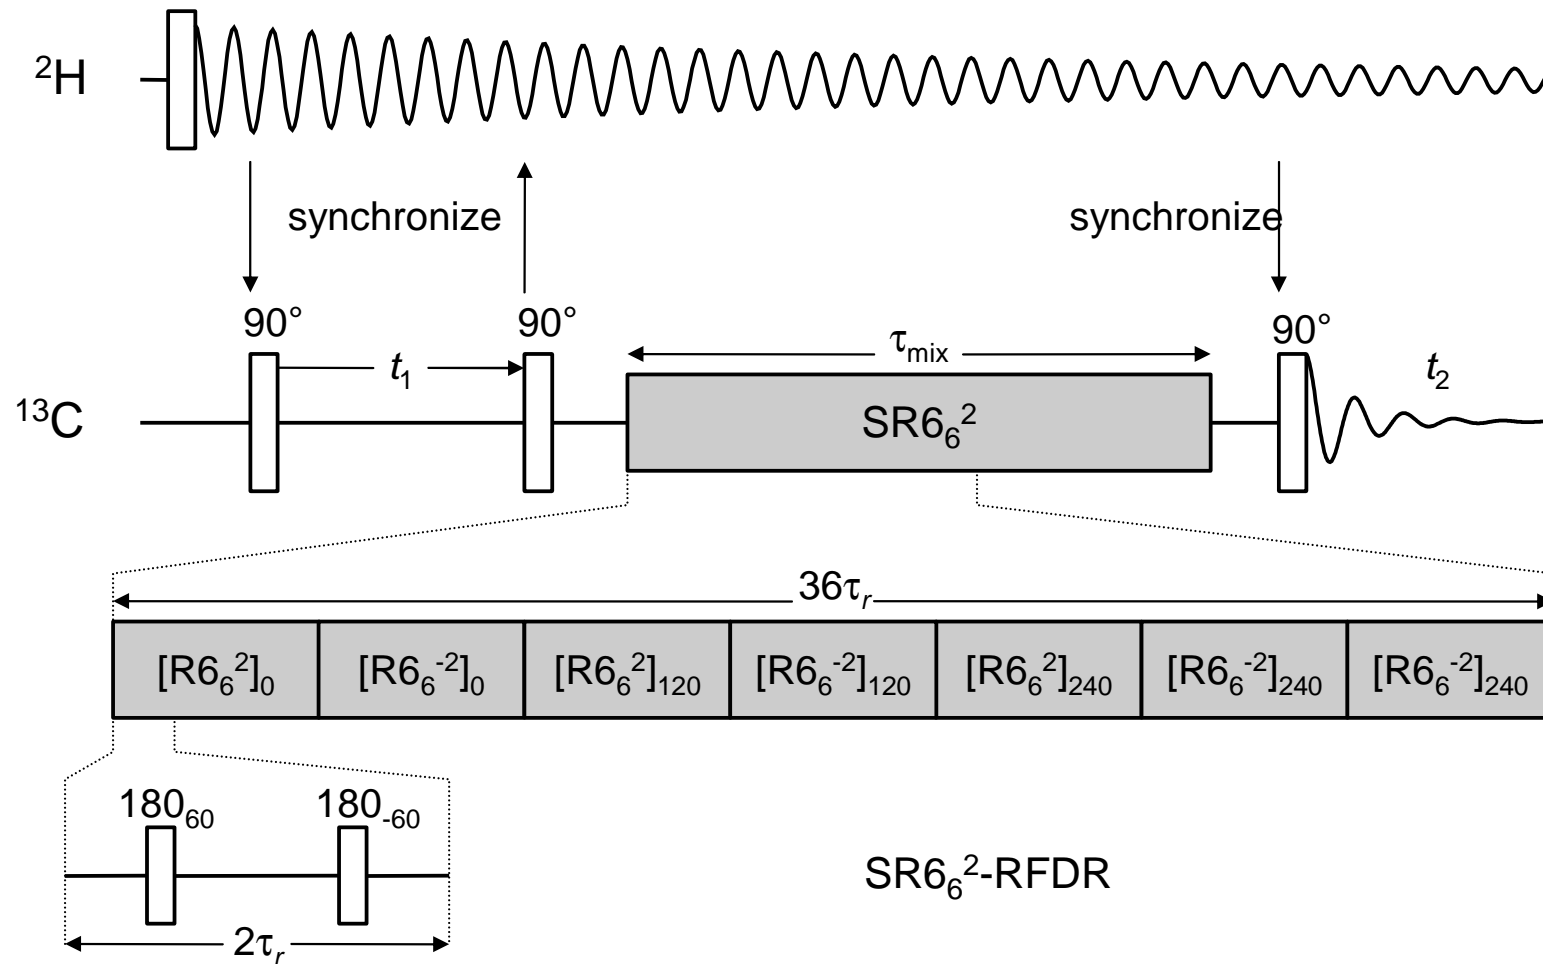 ²H
synchronize synchronize
90° 90° 90°
t₁ τmix t₂
¹³C SR6₆²
36τᵣ
[R6₆²]₀ [R6₆⁻²]₀ [R6₆²]₁₂₀ [R6₆⁻²]₁₂₀ [R6₆²]₂₄₀ [R6₆⁻²]₂₄₀ [R6₆⁻²]₂₄₀
180₆₀ 180₋₆₀
SR6₆²-RFDR
2τᵣ